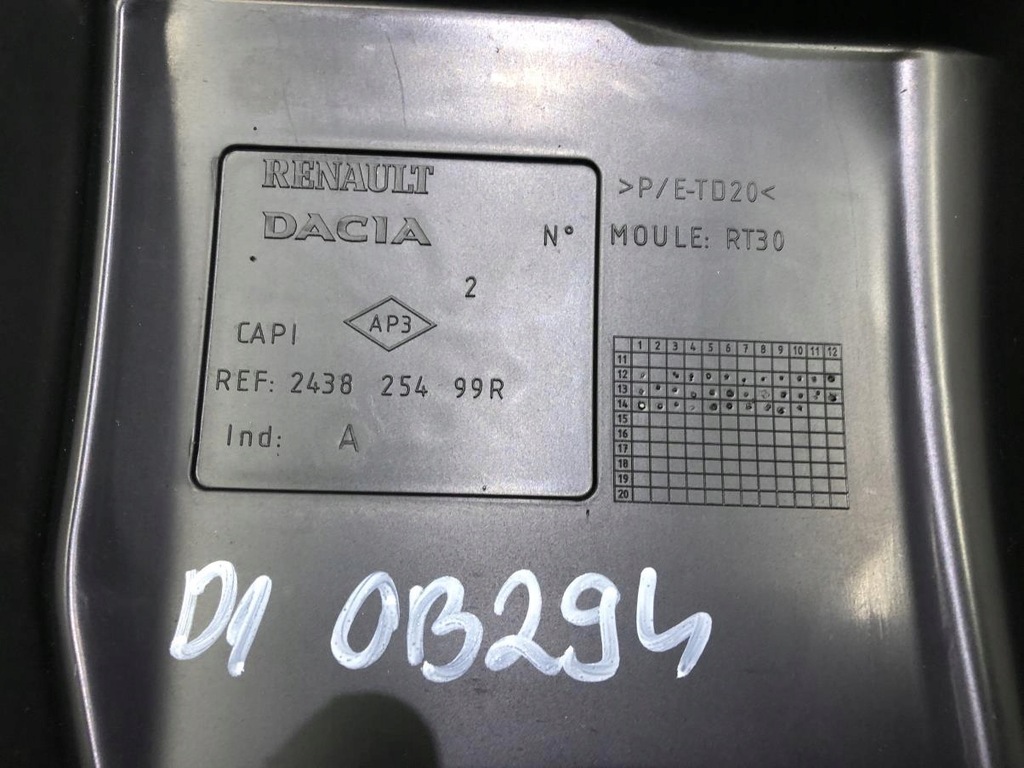 RENAULT
DACIA
N°
2
CAPI
AP3
REF: 2438 254 99R
Ind: A
>P/E-TD20<
MOULE: RT30
1 2 3 4 5 6 7 8 9 10 11 12
11
12
13
14
15
16
17
18
19
20
D1 0B294